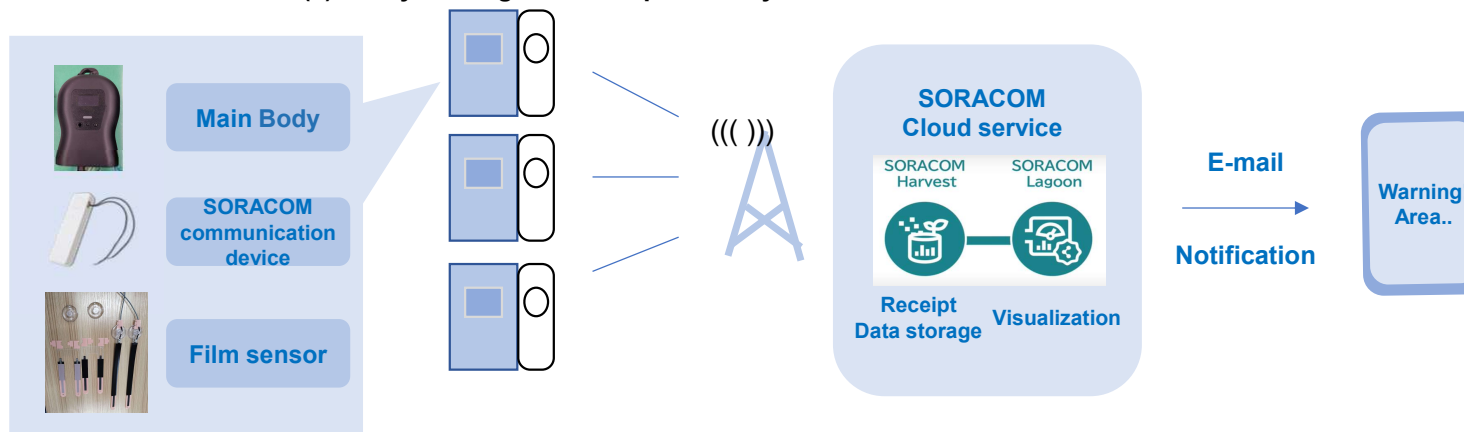 Main Body
SORACOM
communication
device
Film sensor
((( )))
SORACOM
Cloud service
SORACOM
Harvest
SORACOM
Lagoon
Receipt
Data storage
Visualization
E-mail
Notification
Warning
Area..